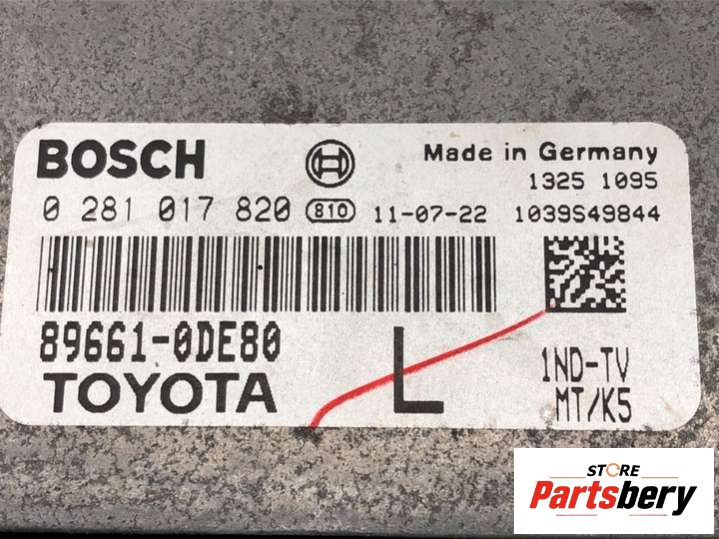 BOSCH Made in Germany
1325 1095
0 281 017 820 810 11-07-22 1039S49844
89661-0DE80 L 1ND-TV
TOYOTA MT/K5
STORE
Partsbery